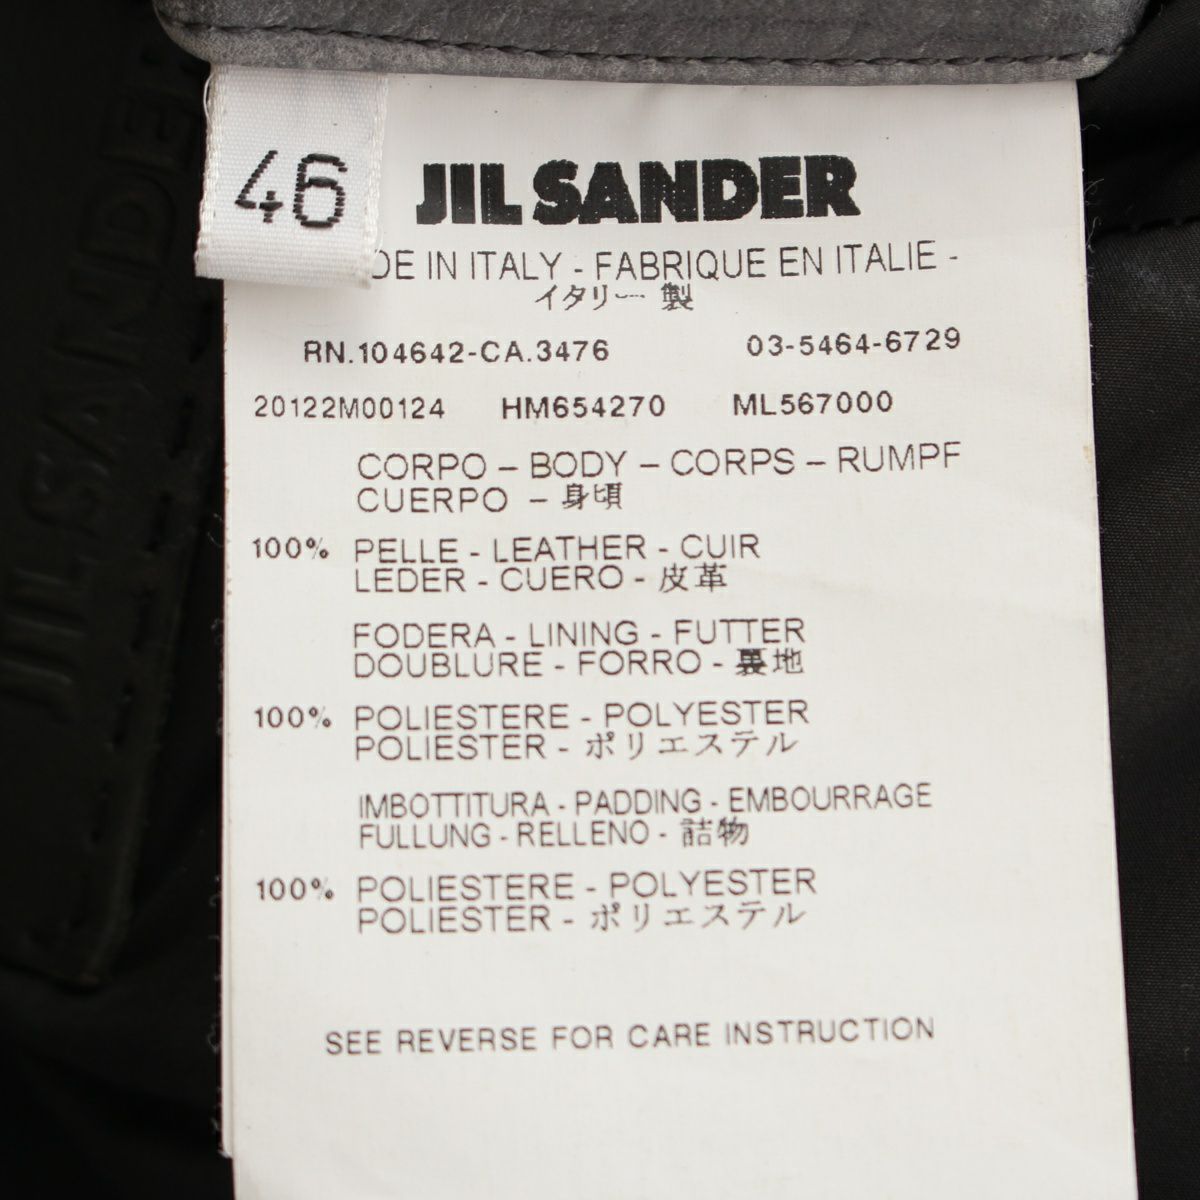 46
JIL SANDER
DE IN ITALY - FABRIQUE EN ITALIE -
イタリー 製
RN.104642-CA.3476 03-5464-6729
20122M00124 HM654270 ML567000
CORPO – BODY – CORPS – RUMPF
CUERPO – 身頃
100% PELLE - LEATHER - CUIR
LEDER - CUERO - 皮革
FODERA - LINING - FUTTER
DOUBLURE - FORRO - 裏地
100% POLIESTERE - POLYESTER
POLIESTER - ポリエステル
IMBOTTITURA - PADDING - EMBOURRAGE
FULLUNG - RELLENO - 詰物
100% POLIESTERE - POLYESTER
POLIESTER - ポリエステル
SEE REVERSE FOR CARE INSTRUCTION
JIL SANDER